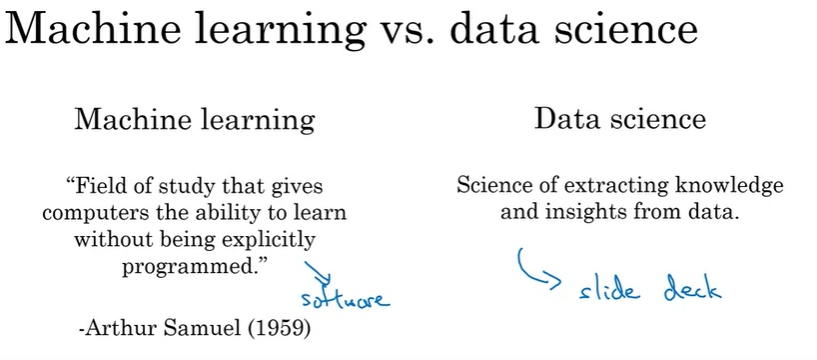 Machine learning vs. data science
Machine learning
“Field of study that gives
computers the ability to learn
without being explicitly
programmed.”
software
-Arthur Samuel (1959)
Data science
Science of extracting knowledge
and insights from data.
slide deck